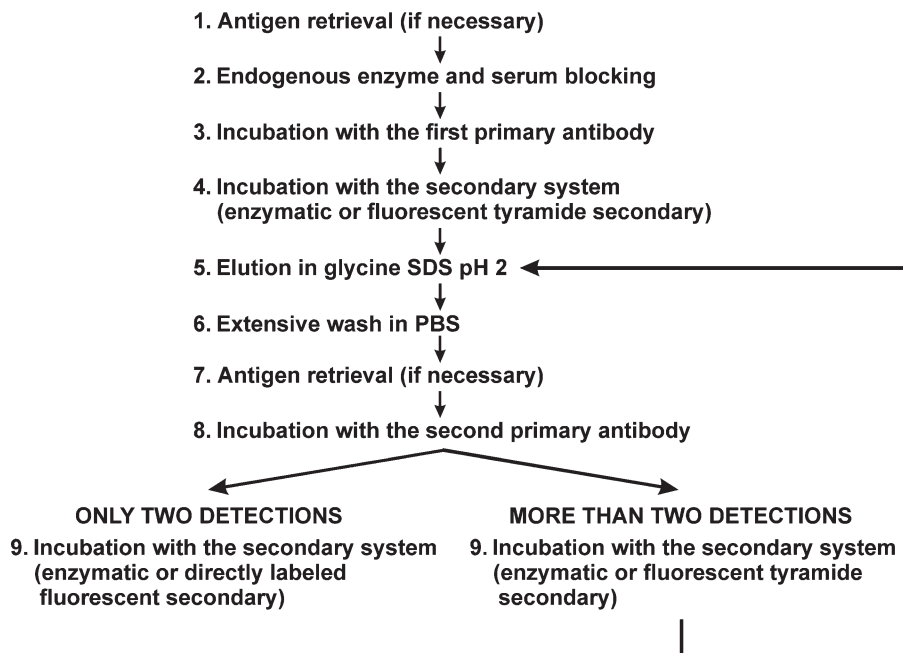 1. Antigen retrieval (if necessary)
2. Endogenous enzyme and serum blocking
3. Incubation with the first primary antibody
4. Incubation with the secondary system
(enzymatic or fluorescent tyramide secondary)
5. Elution in glycine SDS pH 2
6. Extensive wash in PBS
7. Antigen retrieval (if necessary)
8. Incubation with the second primary antibody
ONLY TWO DETECTIONS
9. Incubation with the secondary system
(enzymatic or directly labeled
fluorescent secondary)
MORE THAN TWO DETECTIONS
9. Incubation with the secondary system
(enzymatic or fluorescent tyramide
secondary)